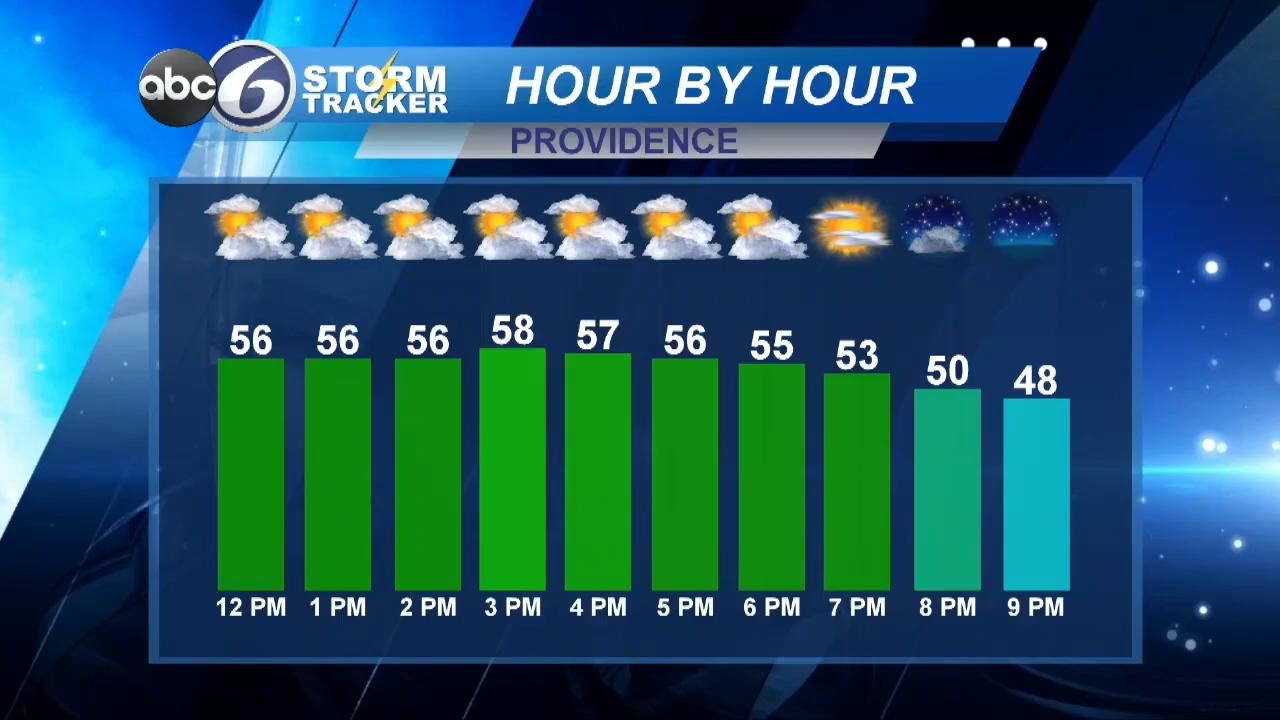 abc 6 STORM TRACKER
HOUR BY HOUR
PROVIDENCE
56 56 56 58 57 56 55 53 50 48
12 PM 1 PM 2 PM 3 PM 4 PM 5 PM 6 PM 7 PM 8 PM 9 PM